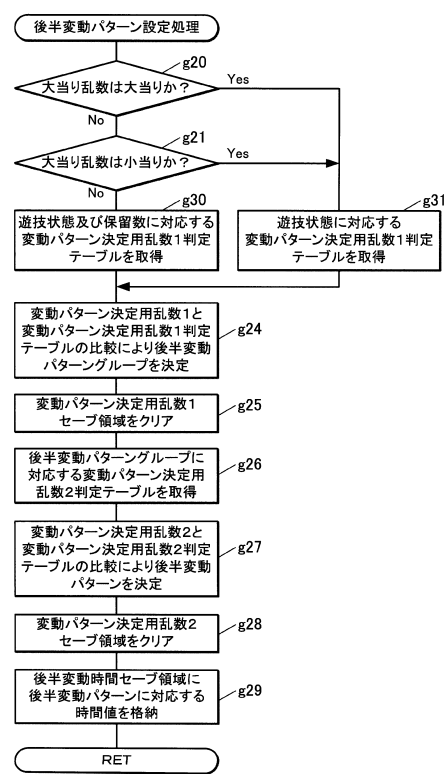 後半変動パターン設定処理
g20
大当り乱数は大当りか？
Yes
No
g21
大当り乱数は小当りか？
Yes
No
g30
遊技状態及び保留数に対応する
変動パターン決定用乱数1判定
テーブルを取得
g31
遊技状態に対応する
変動パターン決定用乱数1判定
テーブルを取得
変動パターン決定用乱数1と
変動パターン決定用乱数1判定
テーブルの比較により後半変動
パターングループを決定
g24
変動パターン決定用乱数1
セーブ領域をクリア
g25
後半変動パターングループに
対応する変動パターン決定用
乱数2判定テーブルを取得
g26
変動パターン決定用乱数2と
変動パターン決定用乱数2判定
テーブルの比較により後半変動
パターンを決定
g27
変動パターン決定用乱数2
セーブ領域をクリア
g28
後半変動時間セーブ領域に
後半変動パターンに対応する
時間値を格納
g29
RET